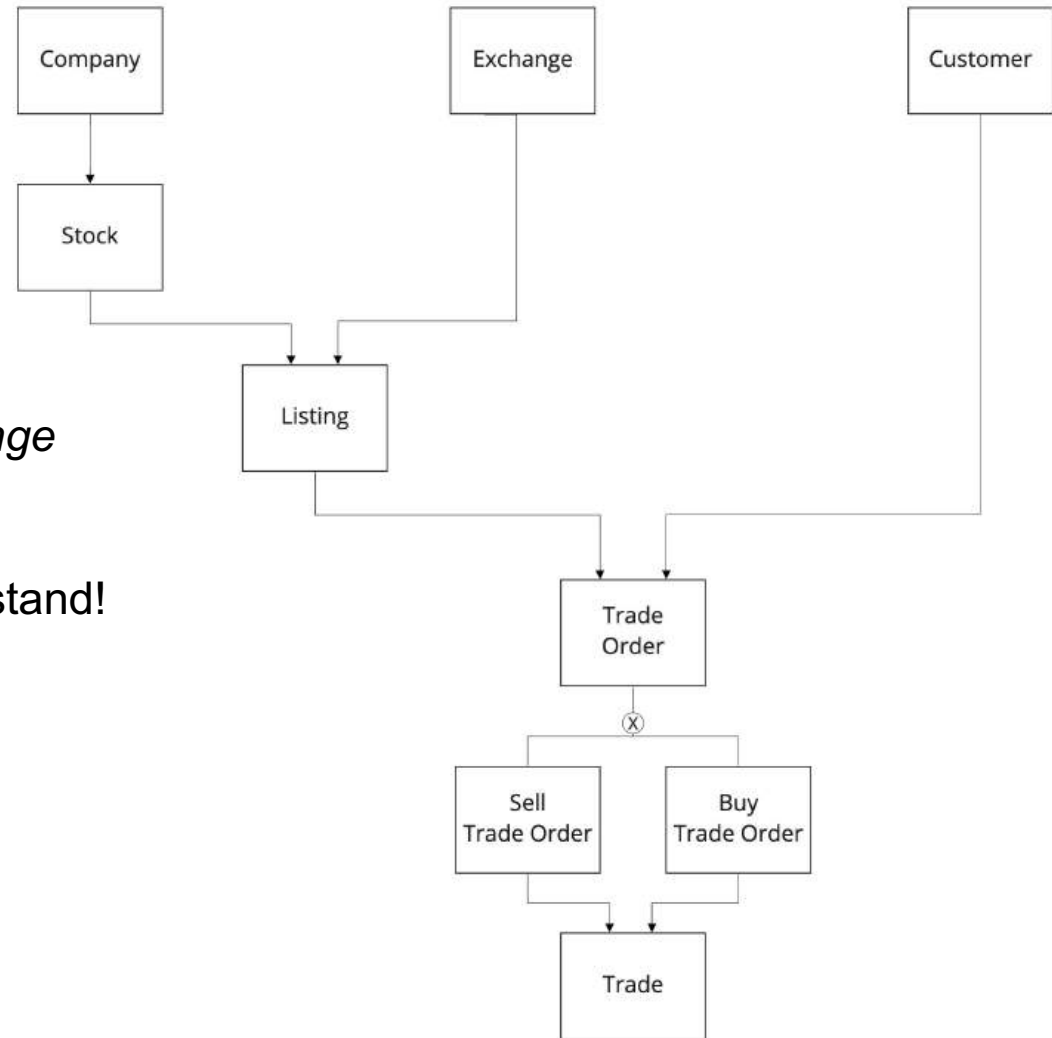 Company
Exchange
Customer
Stock
Listing
nge
stand!
Trade
Order
X
Sell
Trade Order
Buy
Trade Order
Trade